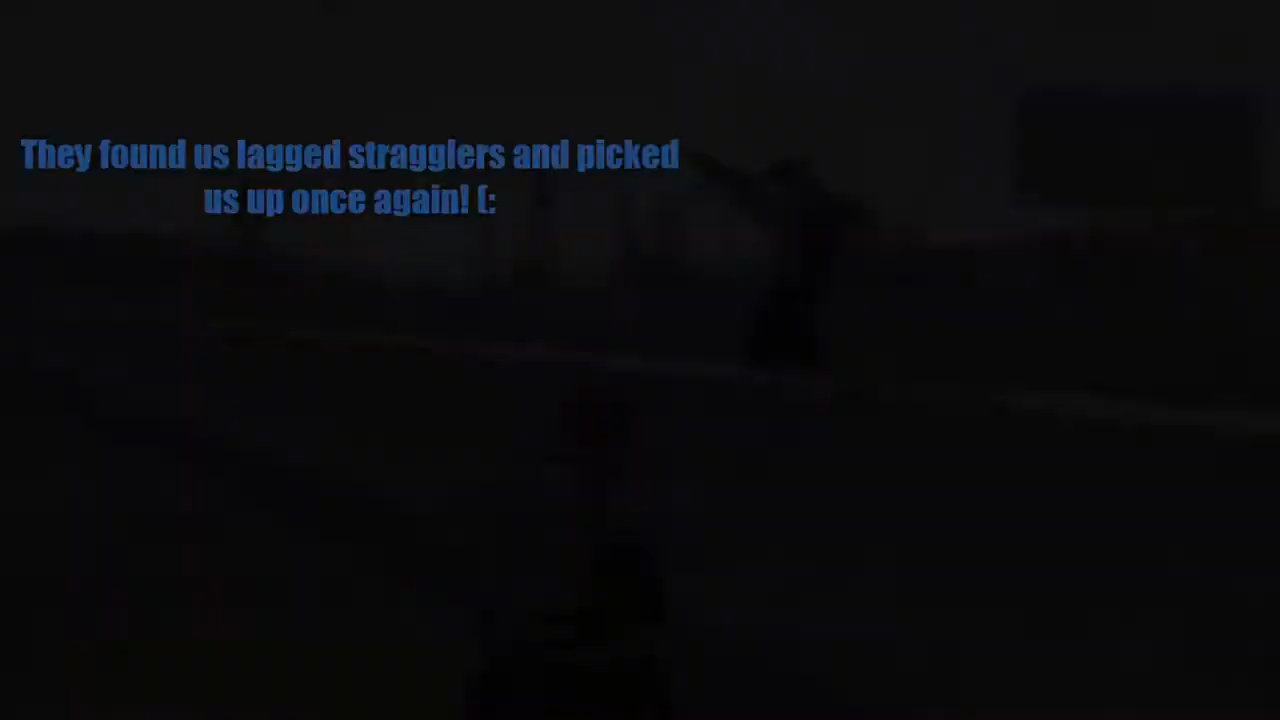 They found us lagged stragglers and picked
us up once again! (: